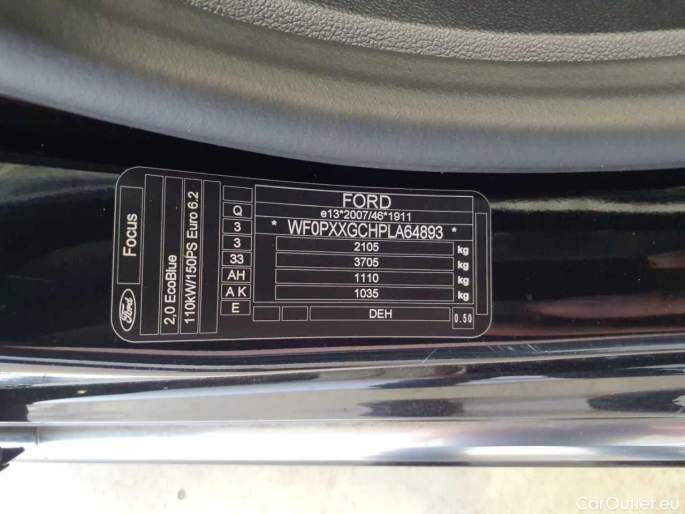 Ford
Focus
2,0 EcoBlue
110kW/150PS Euro 6.2
Q
3
3
33
AH
A K
E
FORD
e13*2007/46*1911
* WF0PXXGCHPLA64893 *
2105 kg
3705 kg
1110 kg
1035 kg
DEH
0.50
CarOutlet.eu